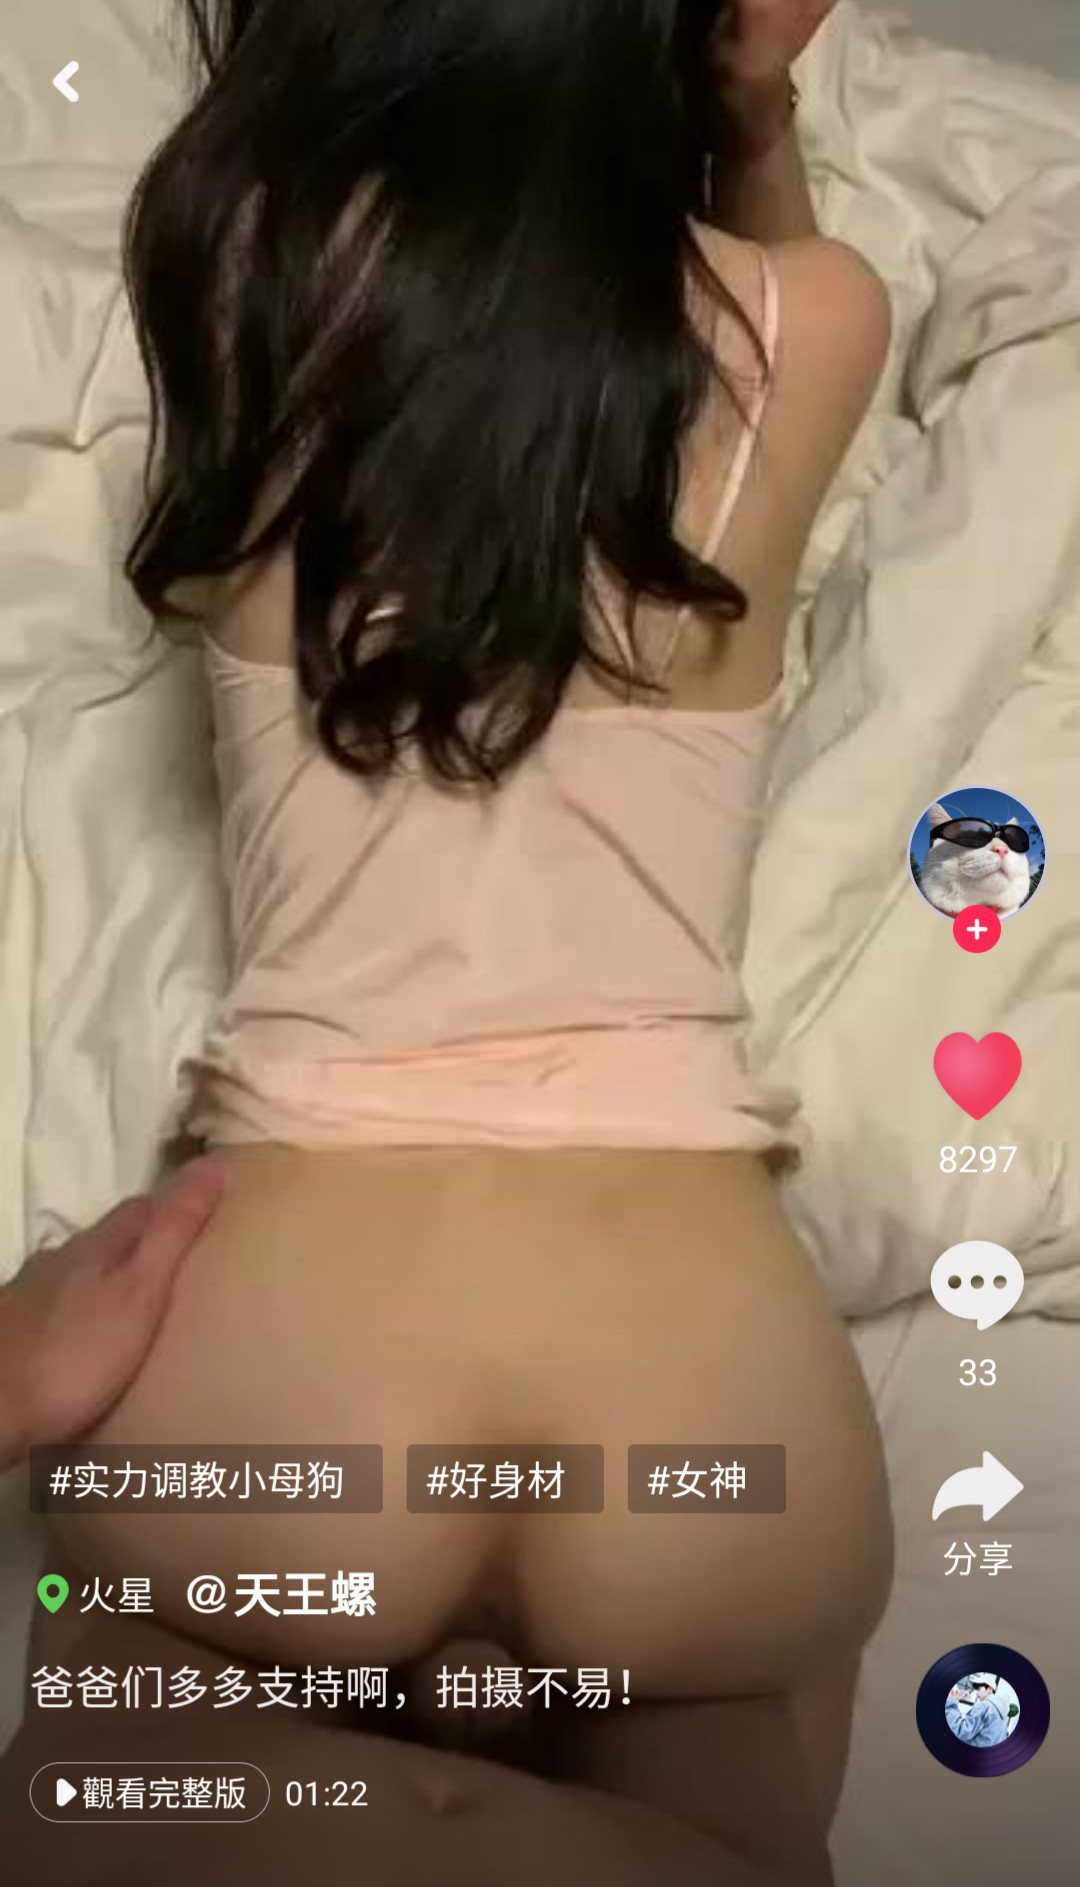 8297
33
分享
#实力调教小母狗 #好身材 #女神
火星 @天王螺
爸爸们多多支持啊，拍摄不易！
觀看完整版 01:22